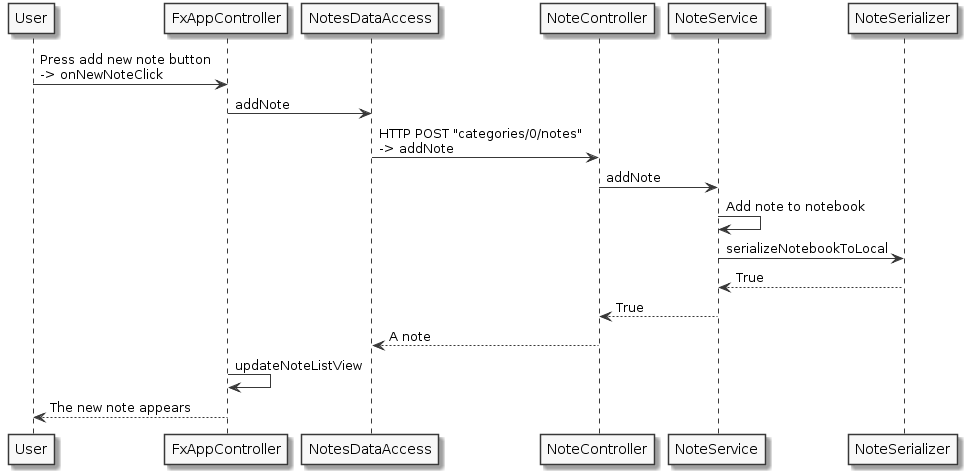 User
FxAppController
NotesDataAccess
NoteController
NoteService
NoteSerializer
Press add new note button
-> onNewNoteClick
addNote
HTTP POST "categories/0/notes"
-> addNote
addNote
Add note to notebook
serializeNotebookToLocal
True
True
A note
updateNoteListView
The new note appears
User
FxAppController
NotesDataAccess
NoteController
NoteService
NoteSerializer